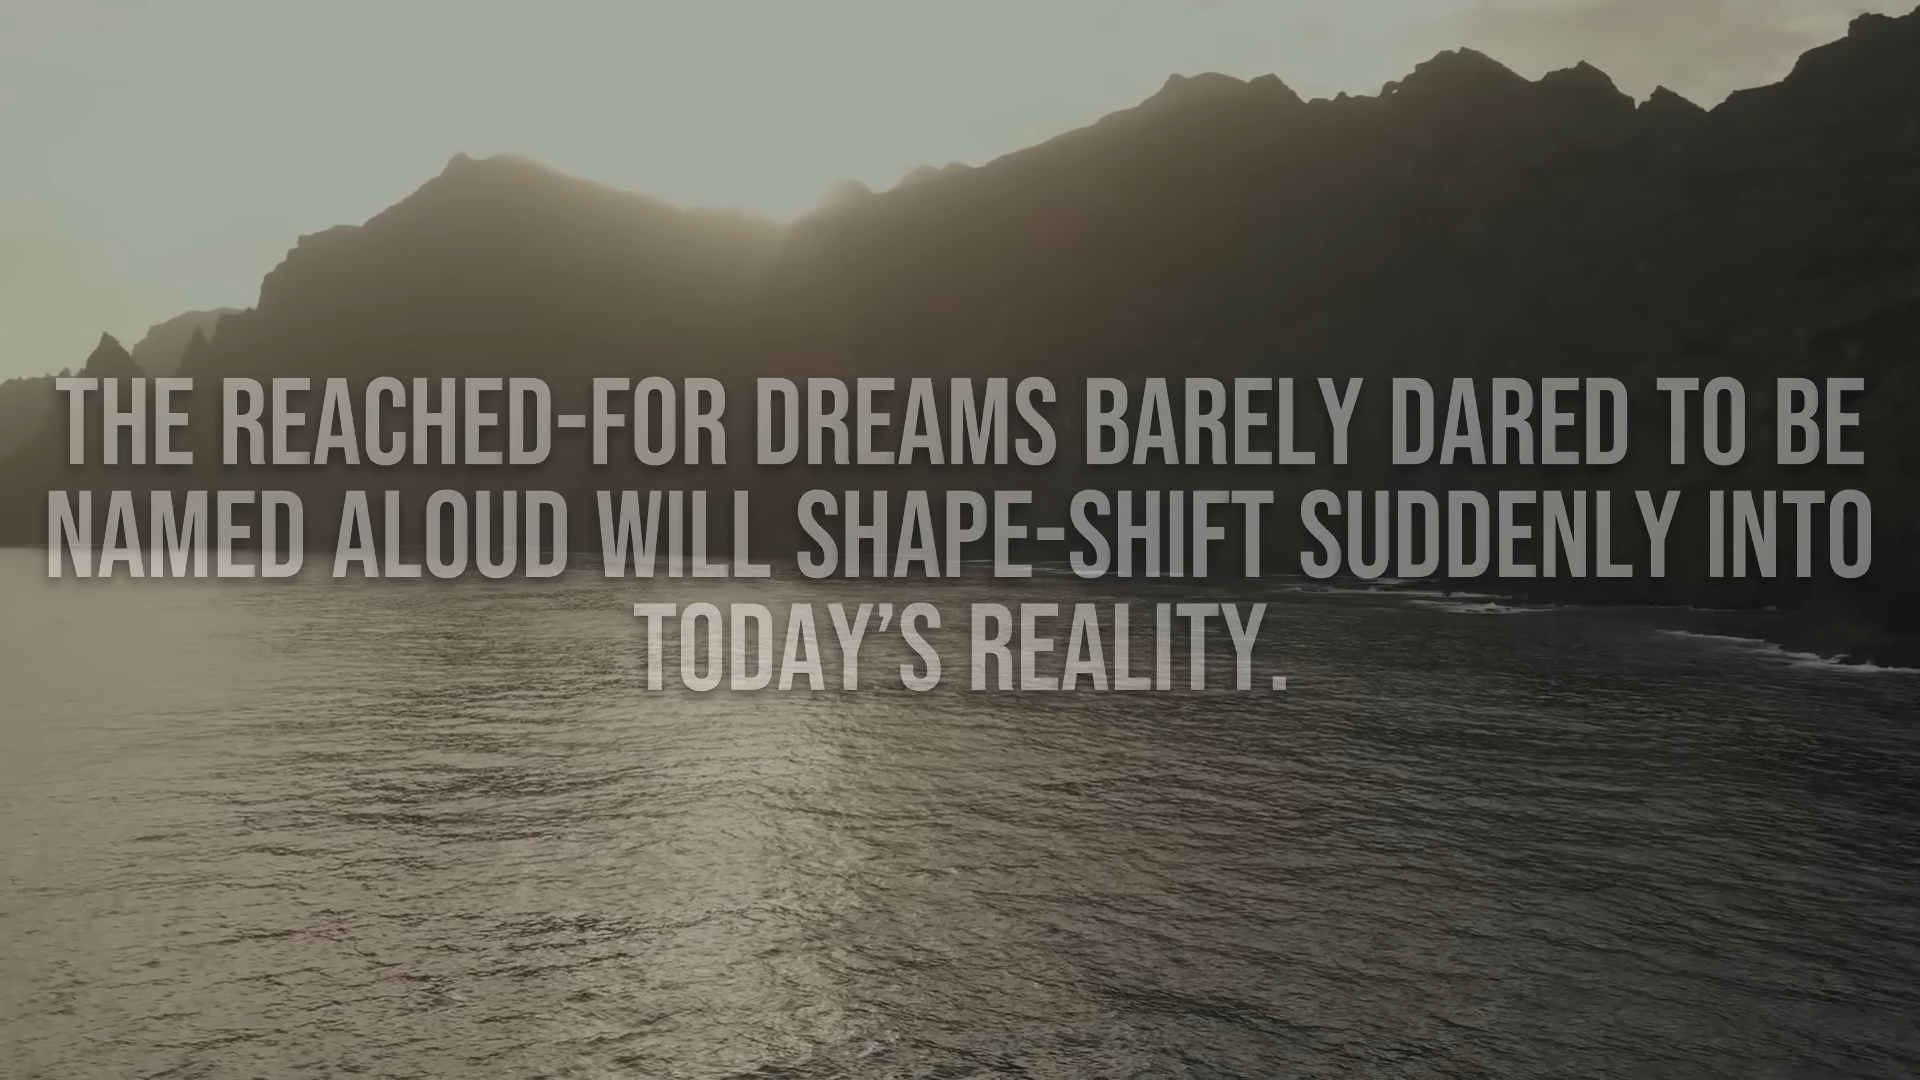 THE REACHED-FOR DREAMS BARELY DARED TO BE
NAMED ALOUD WILL SHAPE-SHIFT SUDDENLY INTO
TODAY’S REALITY.